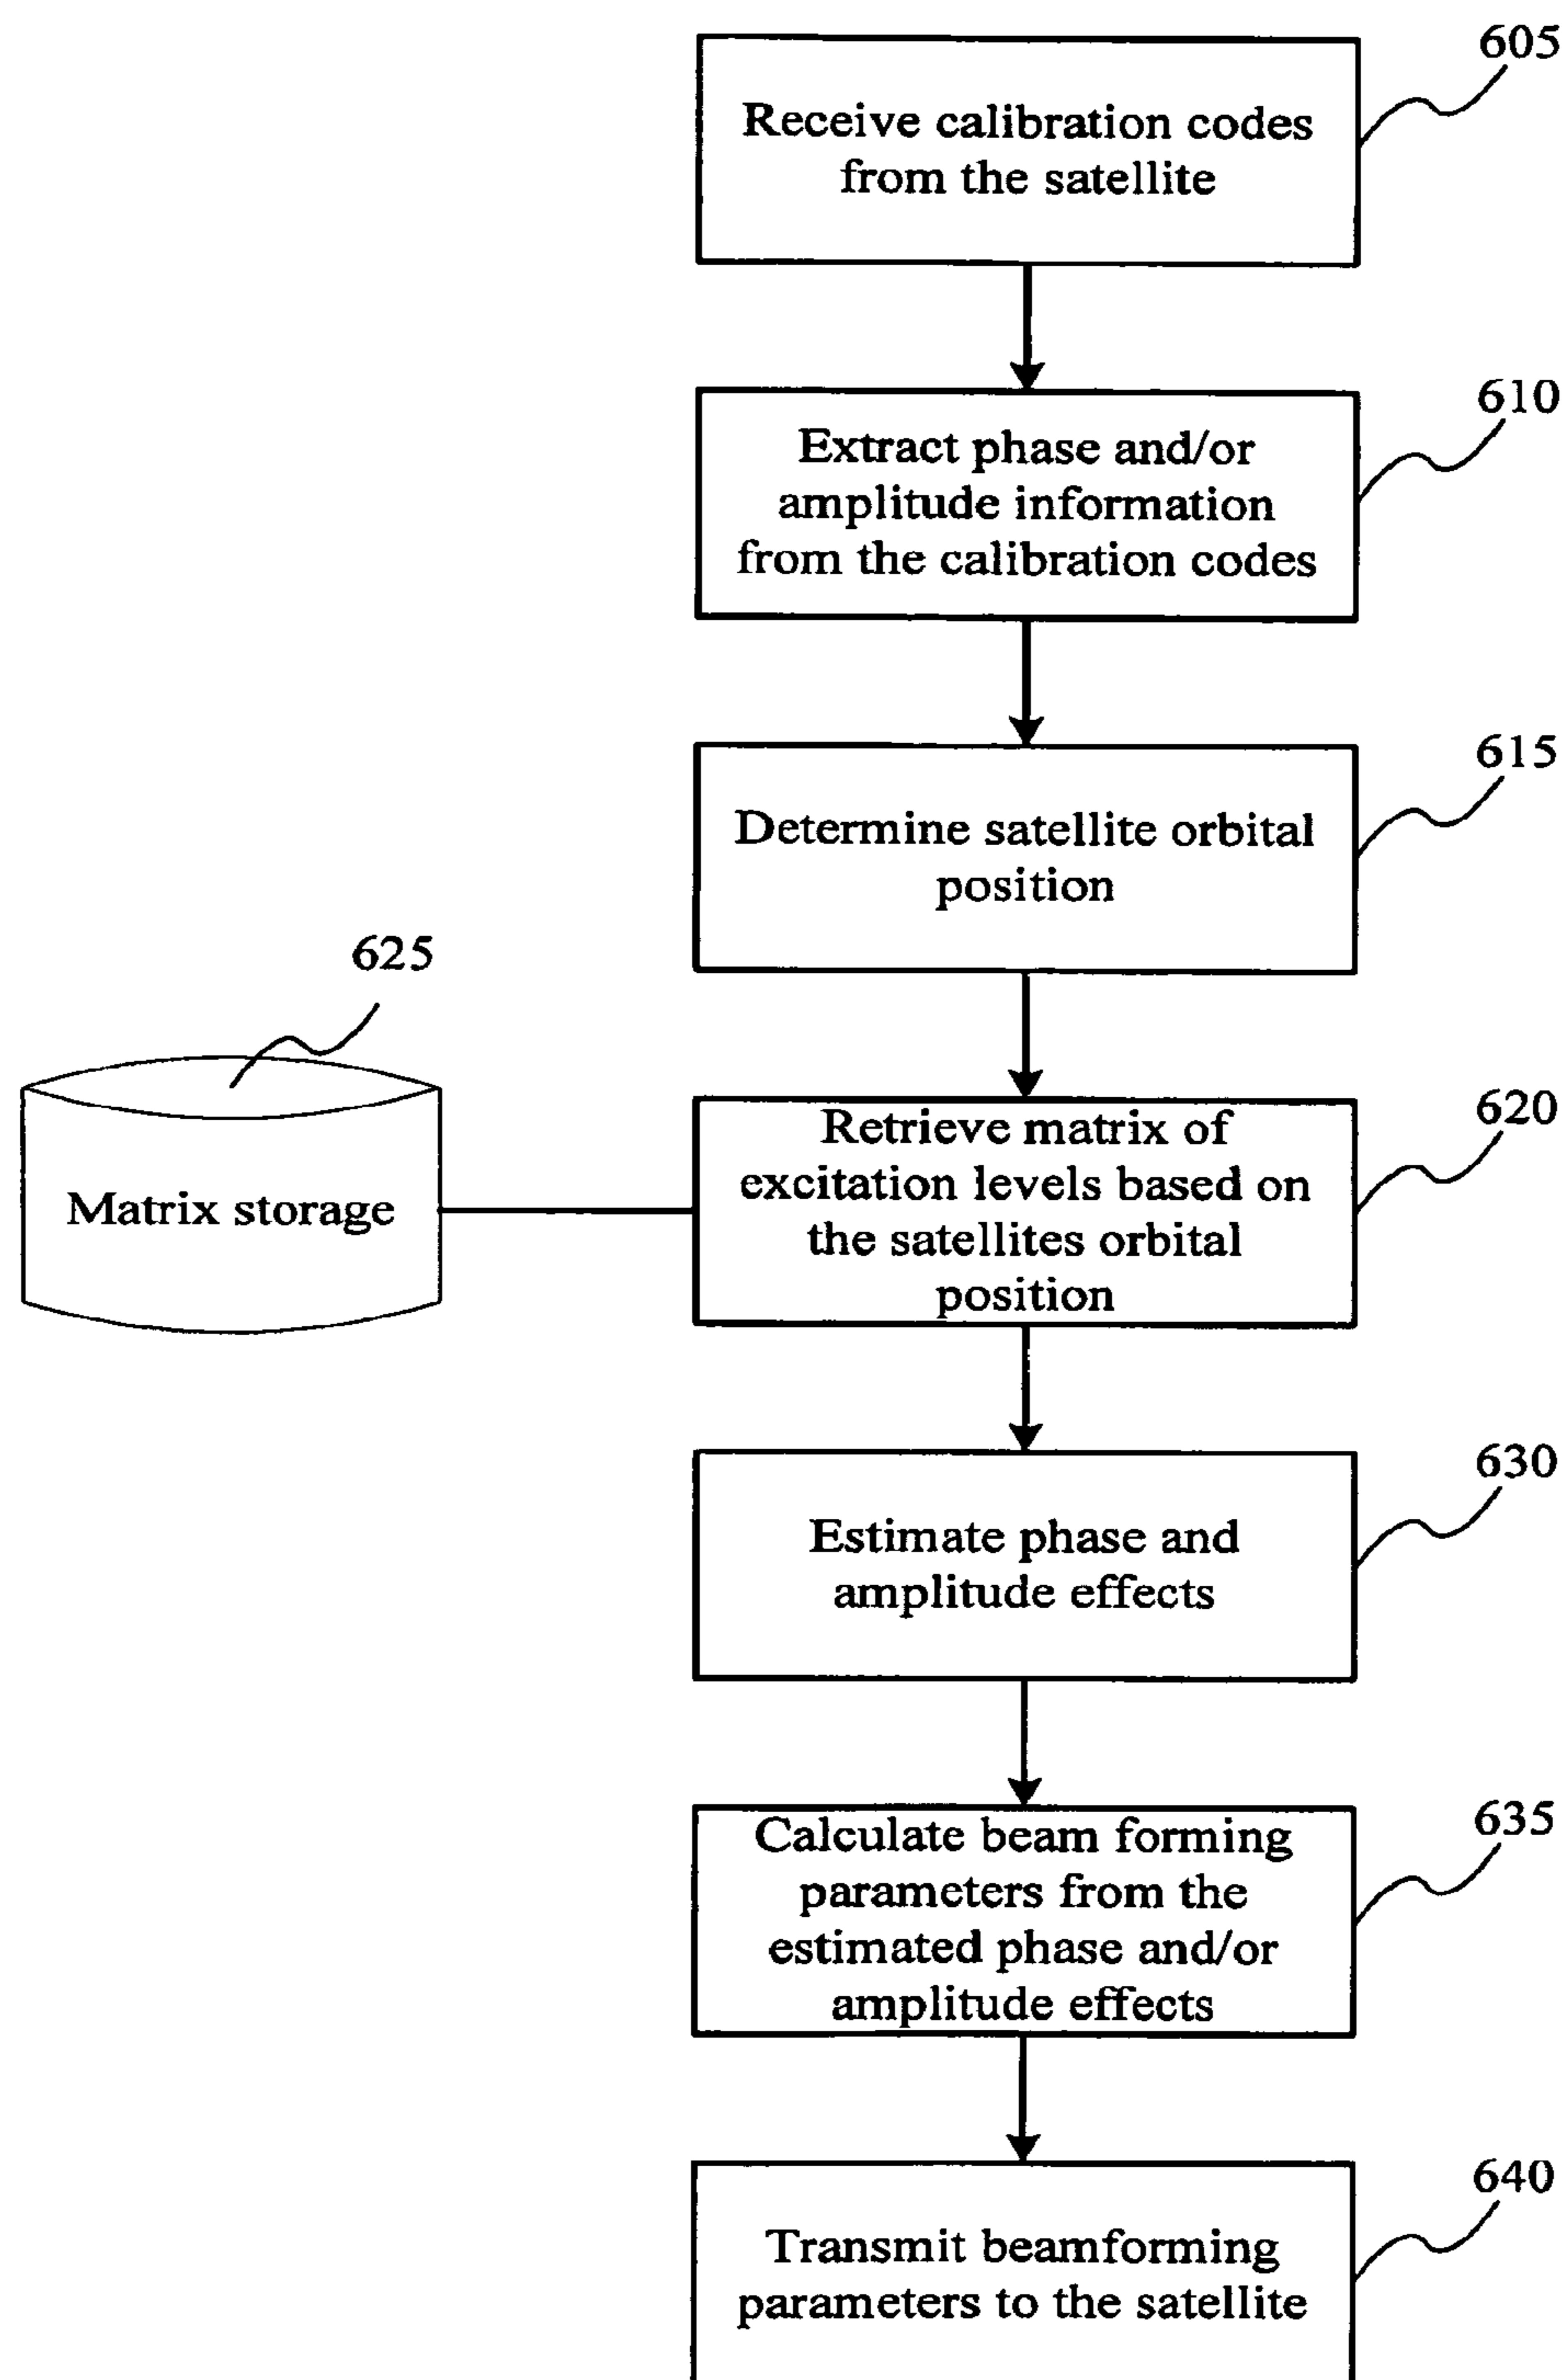 605
Receive calibration codes
from the satellite
610
Extract phase and/or
amplitude information
from the calibration codes
615
Determine satellite orbital
position
625
Matrix storage
620
Retrieve matrix of
excitation levels based on
the satellites orbital
position
630
Estimate phase and
amplitude effects
635
Calculate beam forming
parameters from the
estimated phase and/or
amplitude effects
640
Transmit beamforming
parameters to the satellite